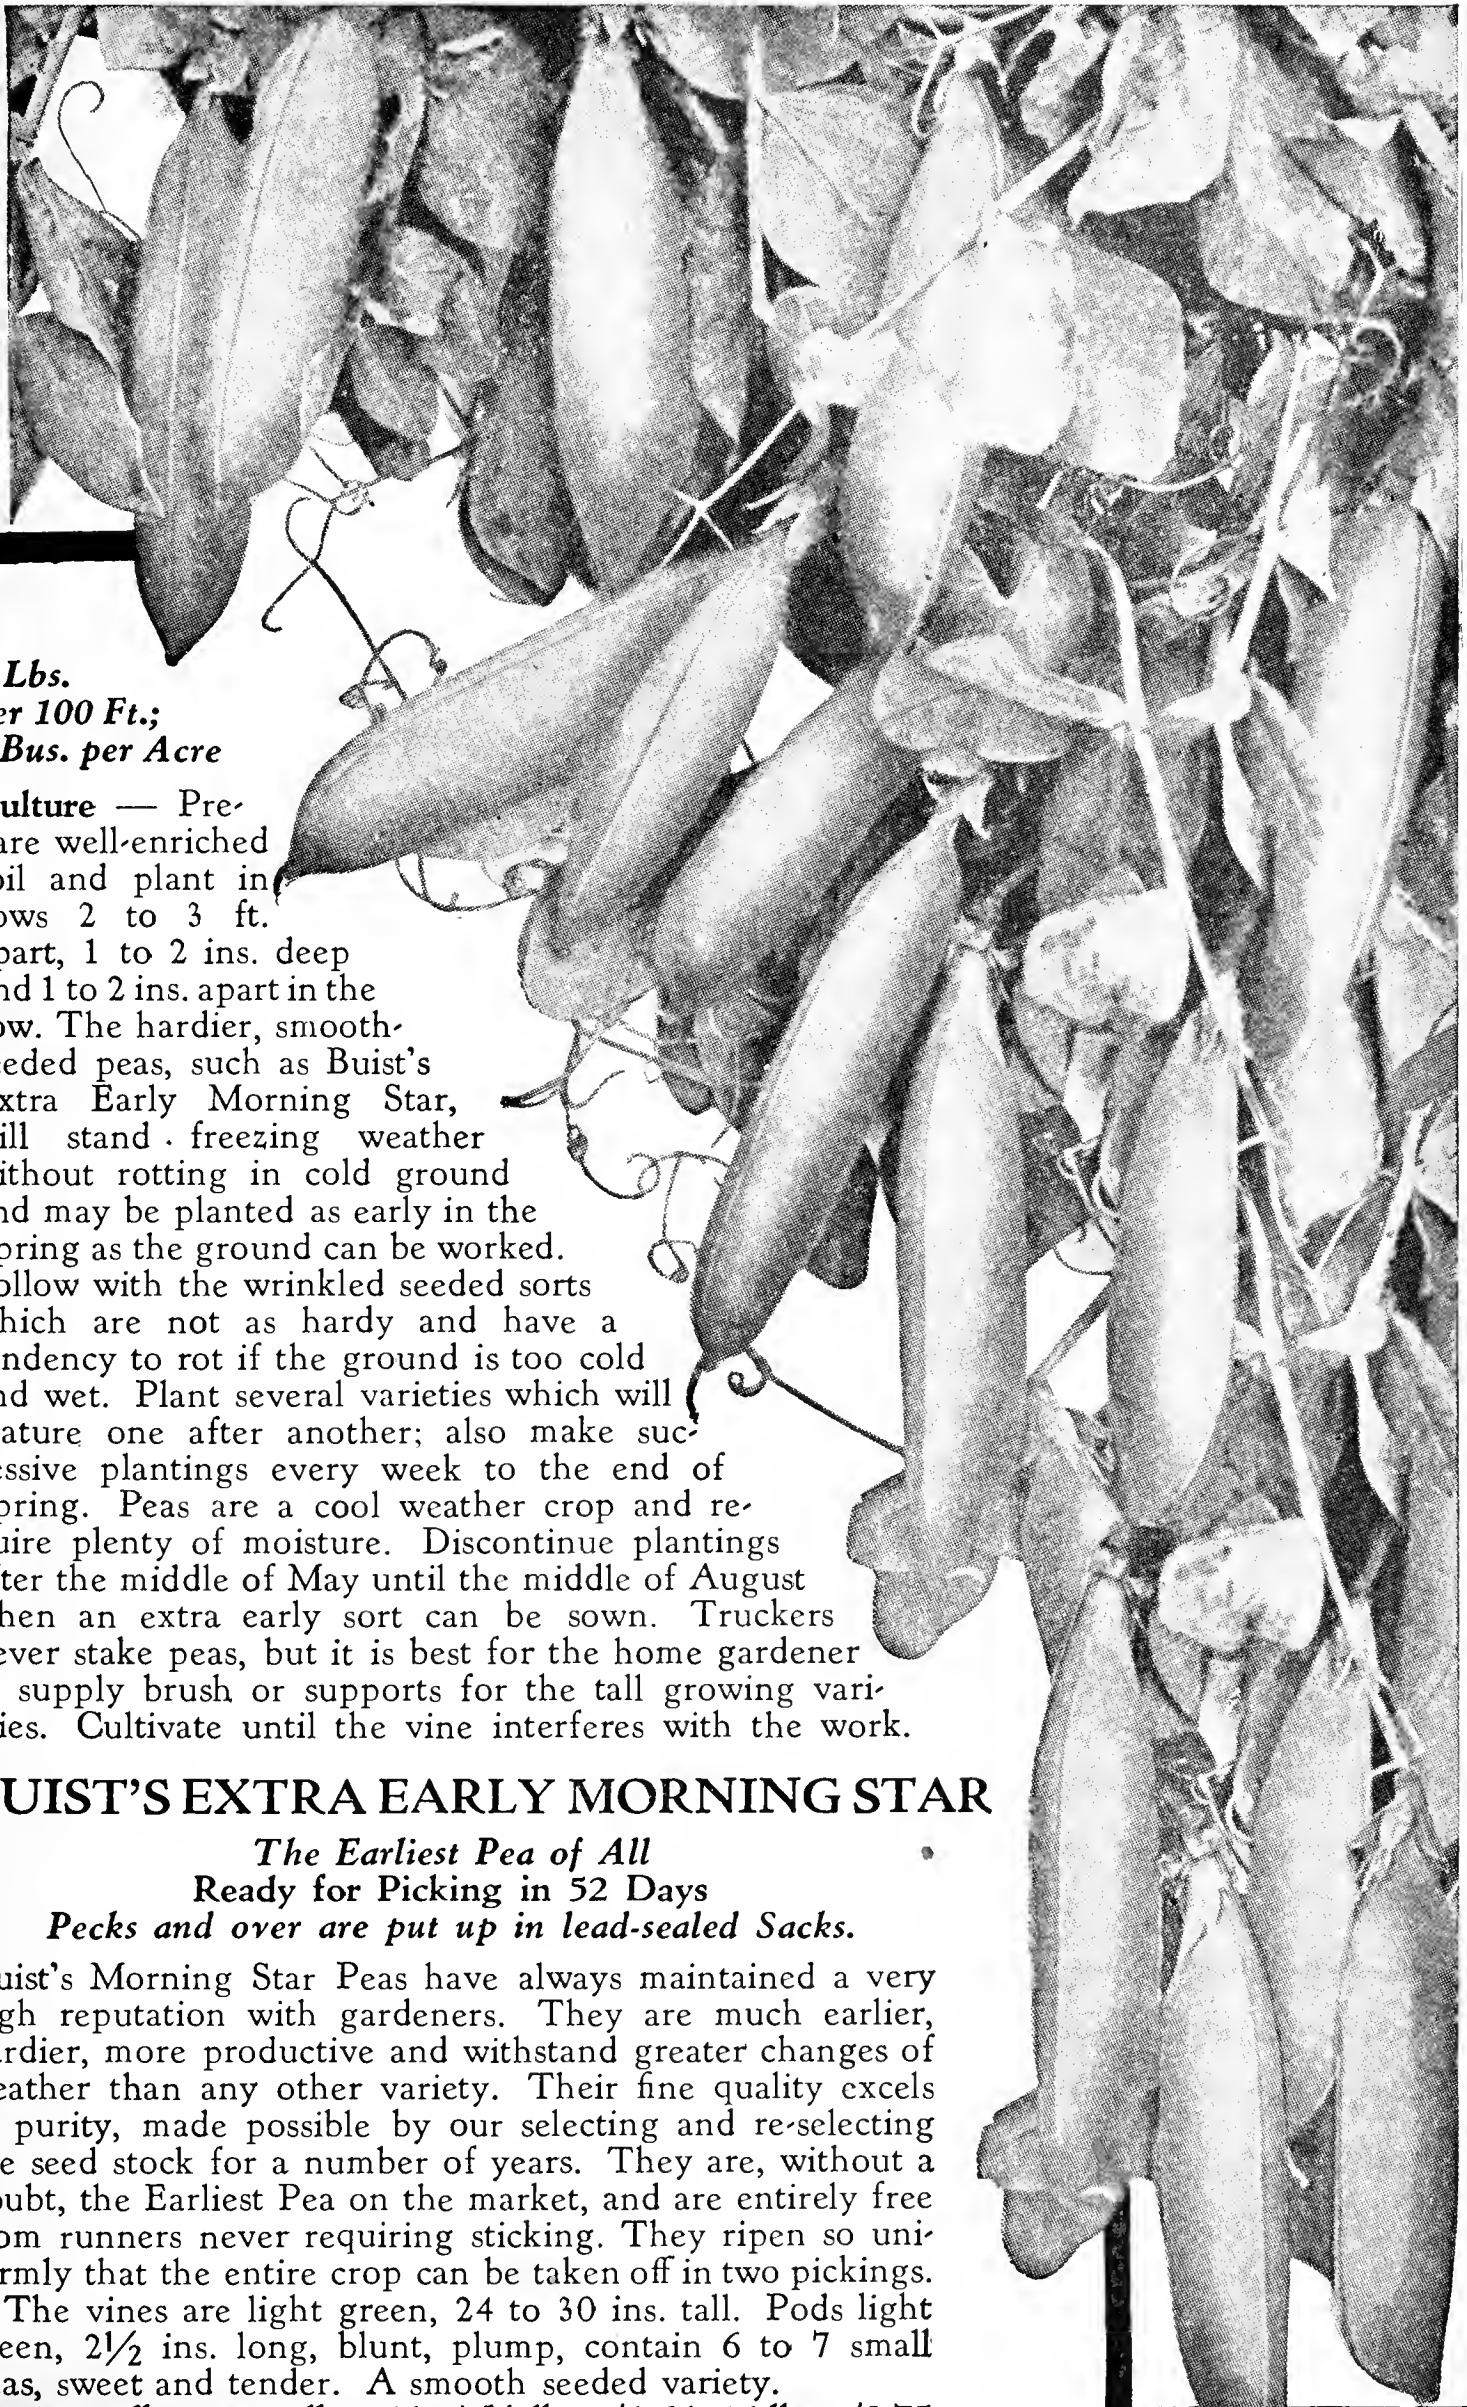 Lbs.
er 100 Ft.;
Bus. per Acre
ulture — Pre-
are well-enriched
oil and plant in
ows 2 to 3 ft.
part, 1 to 2 ins. deep
nd 1 to 2 ins. apart in the
ow. The hardier, smooth-
eeded peas, such as Buist's
xtra Early Morning Star,
ill stand freezing weather
ithout rotting in cold ground
nd may be planted as early in the
pring as the ground can be worked.
ollow with the wrinkled seeded sorts
hich are not as hardy and have a
ndency to rot if the ground is too cold
nd wet. Plant several varieties which will
ature one after another; also make suc-
essive plantings every week to the end of
pring. Peas are a cool weather crop and re-
uire plenty of moisture. Discontinue plantings
ter the middle of May until the middle of August
hen an extra early sort can be sown. Truckers
ever stake peas, but it is best for the home gardener
supply brush or supports for the tall growing vari-
ies. Cultivate until the vine interferes with the work.
UIST'S EXTRA EARLY MORNING STAR
The Earliest Pea of All
Ready for Picking in 52 Days
Pecks and over are put up in lead-sealed Sacks.
uist's Morning Star Peas have always maintained a very
gh reputation with gardeners. They are much earlier,
rdier, more productive and withstand greater changes of
eather than any other variety. Their fine quality excels
purity, made possible by our selecting and re-selecting
e seed stock for a number of years. They are, without a
oubt, the Earliest Pea on the market, and are entirely free
om runners never requiring sticking. They ripen so uni-
rmly that the entire crop can be taken off in two pickings.
The vines are light green, 24 to 30 ins. tall. Pods light
een, 2½ ins. long, blunt, plump, contain 6 to 7 small
as, sweet and tender. A smooth seeded variety.